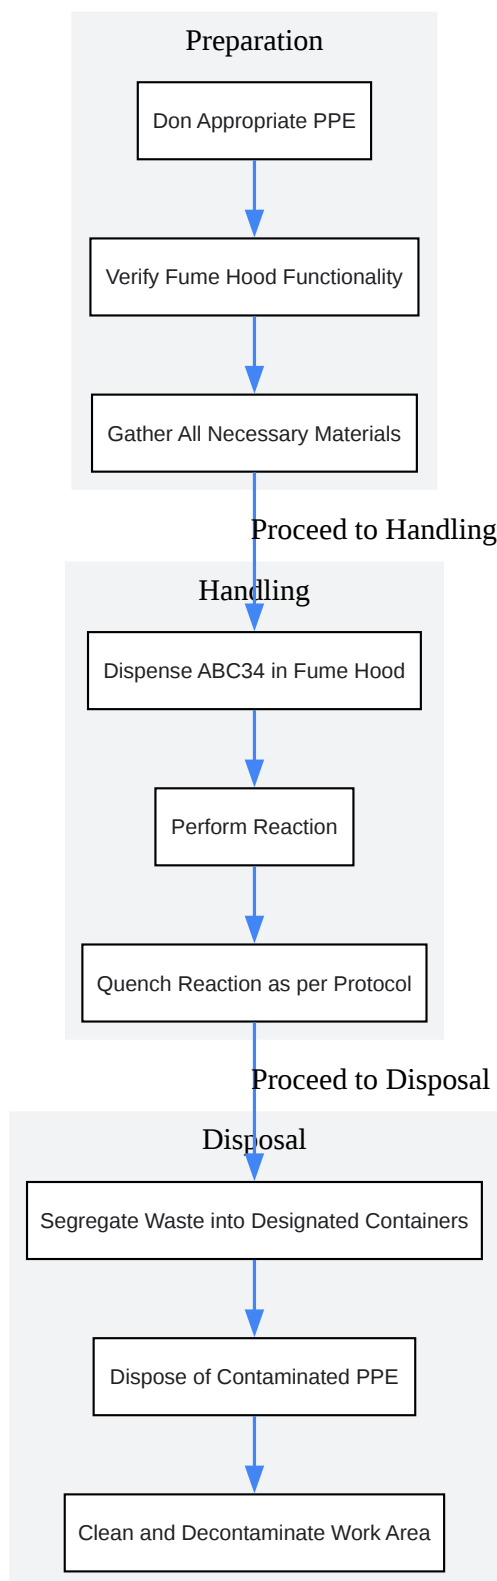 Preparation
Don Appropriate PPE
Verify Fume Hood Functionality
Gather All Necessary Materials
Proceed to Handling
Handling
Dispense ABC34 in Fume Hood
Perform Reaction
Quench Reaction as per Protocol
Proceed to Disposal
Disposal
Segregate Waste into Designated Containers
Dispose of Contaminated PPE
Clean and Decontaminate Work Area